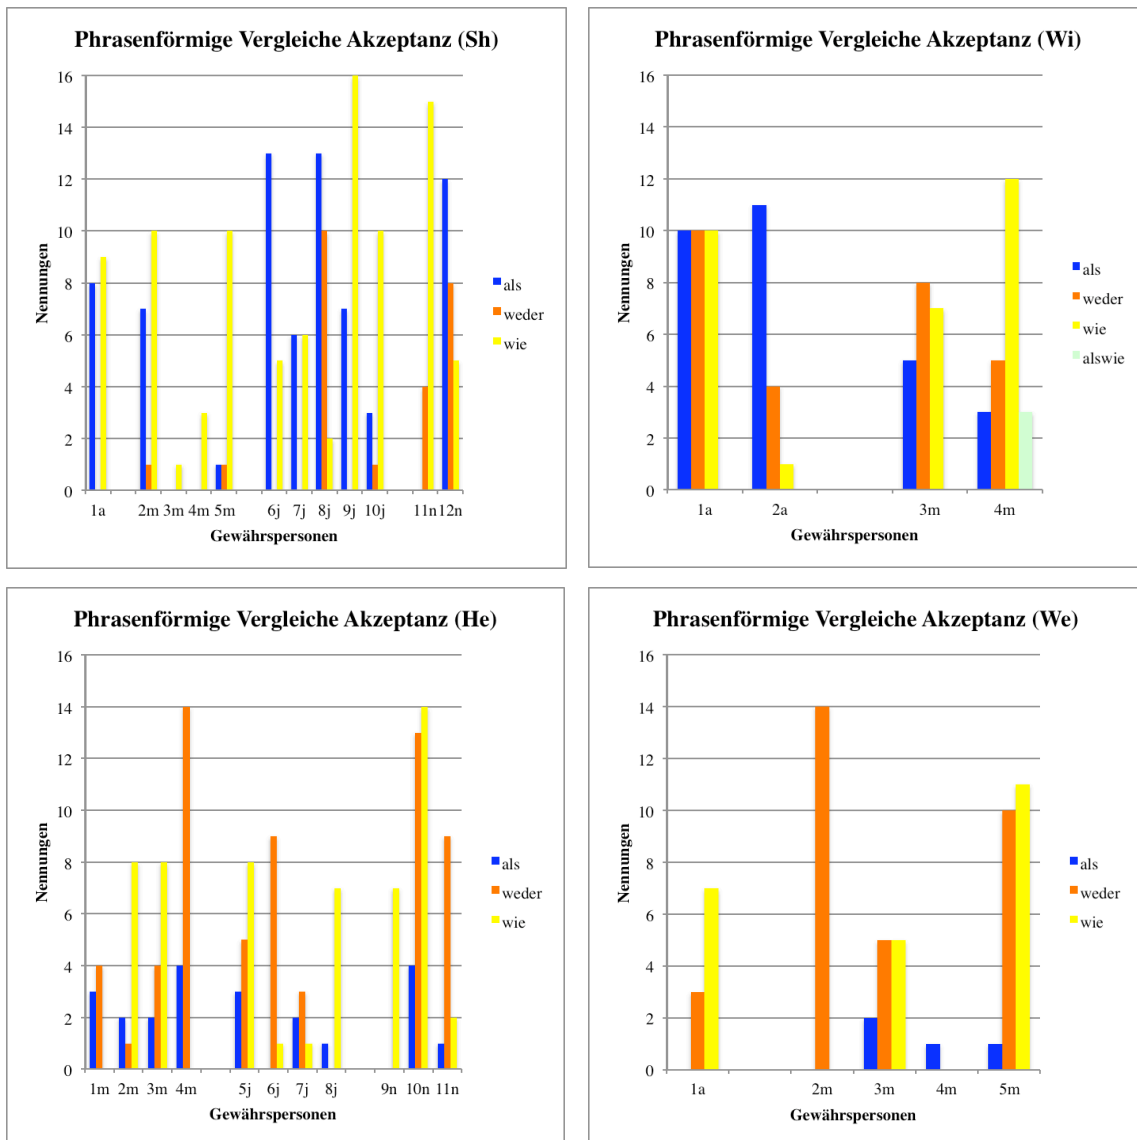 Phrasenförmige Vergleiche Akzeptanz (Sh)
16
14
12
10
8
6
4
2
0
Nennungen
1a 2m 3m 4m 5m 6j 7j 8j 9j 10j 11n 12n
Gewährspersonen
als
weder
wie
Phrasenförmige Vergleiche Akzeptanz (Wi)
16
14
12
10
8
6
4
2
0
Nennungen
1a 2a 3m 4m
Gewährspersonen
als
weder
wie
alswie
Phrasenförmige Vergleiche Akzeptanz (He)
16
14
12
10
8
6
4
2
0
Nennungen
1m 2m 3m 4m 5j 6j 7j 8j 9n 10n 11n
Gewährspersonen
als
weder
wie
Phrasenförmige Vergleiche Akzeptanz (We)
16
14
12
10
8
6
4
2
0
Nennungen
1a 2m 3m 4m 5m
Gewährspersonen
als
weder
wie